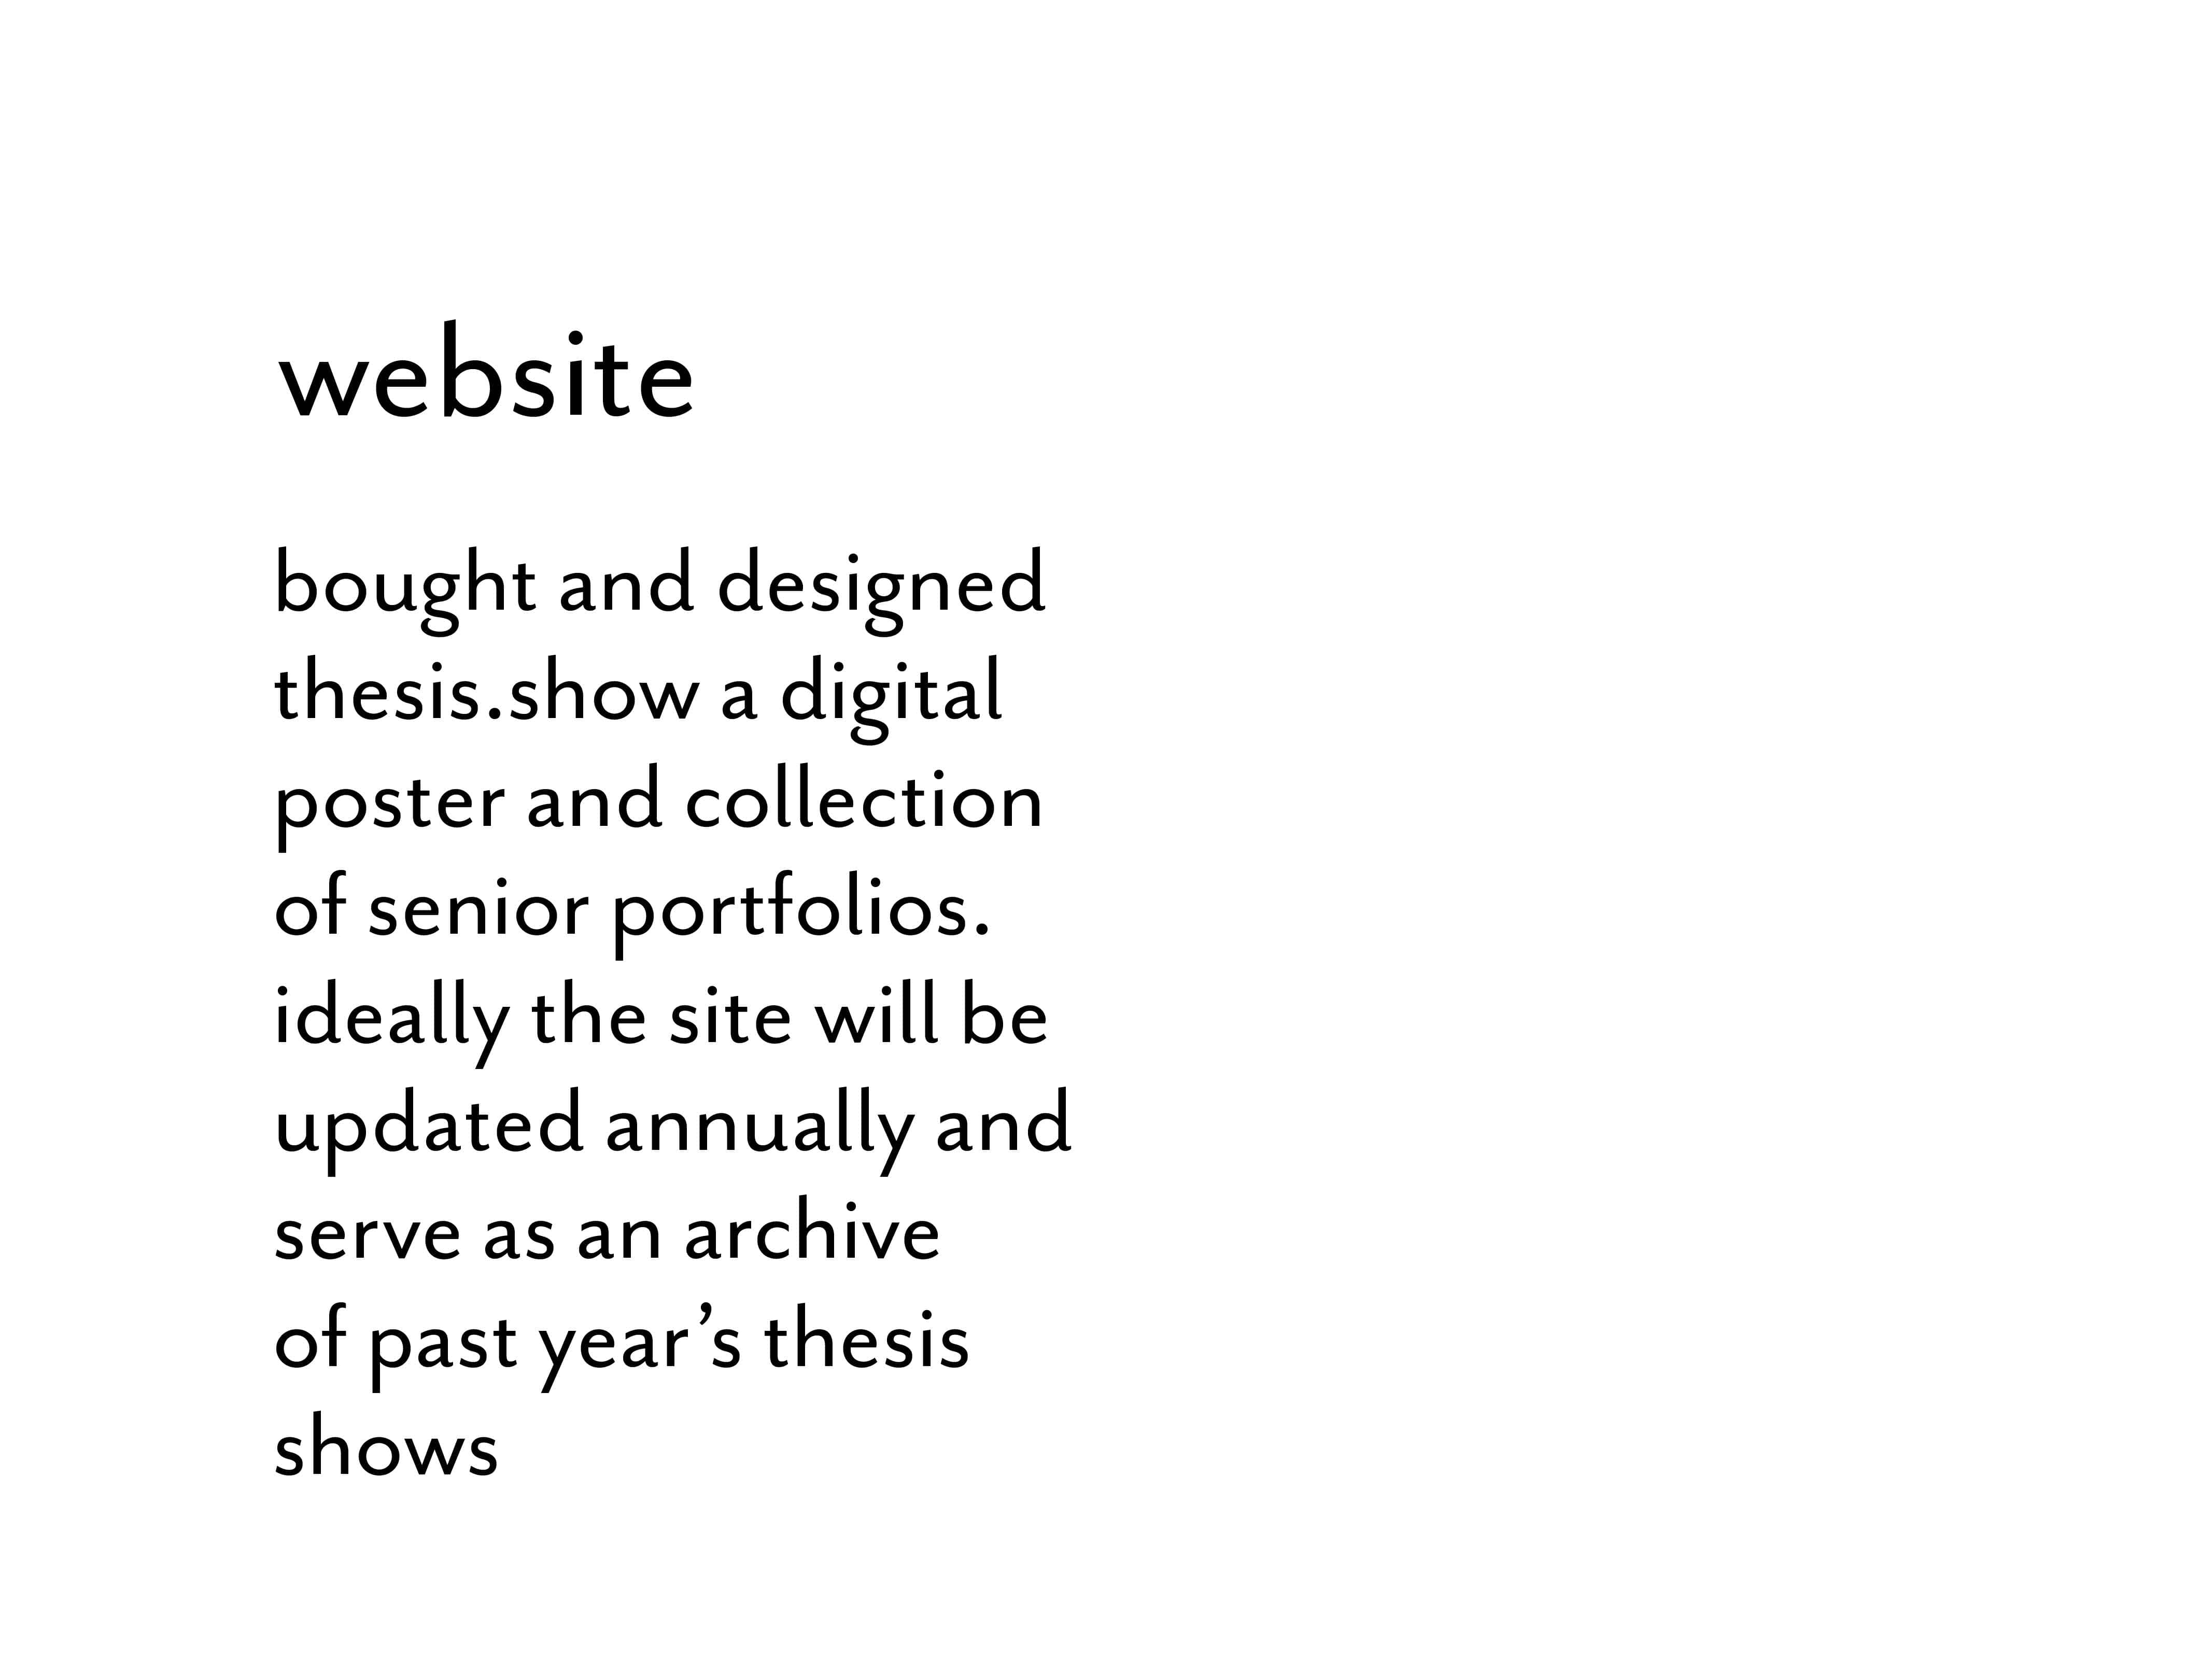 website
bought and designed
thesis.show a digital
poster and collection
of senior portfolios.
ideally the site will be
updated annually and
serve as an archive
of past year’s thesis
shows